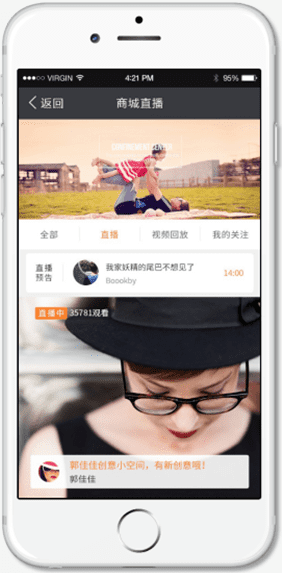 VIRGIN
4:21 PM
95%
返回
商城直播
全部
直播
视频回放
我的关注
直播
预告
我家妖精的尾巴不想见了
Boookby
14:00
直播中
35781观看
郭佳佳创意小空间，有新创意哦！
郭佳佳